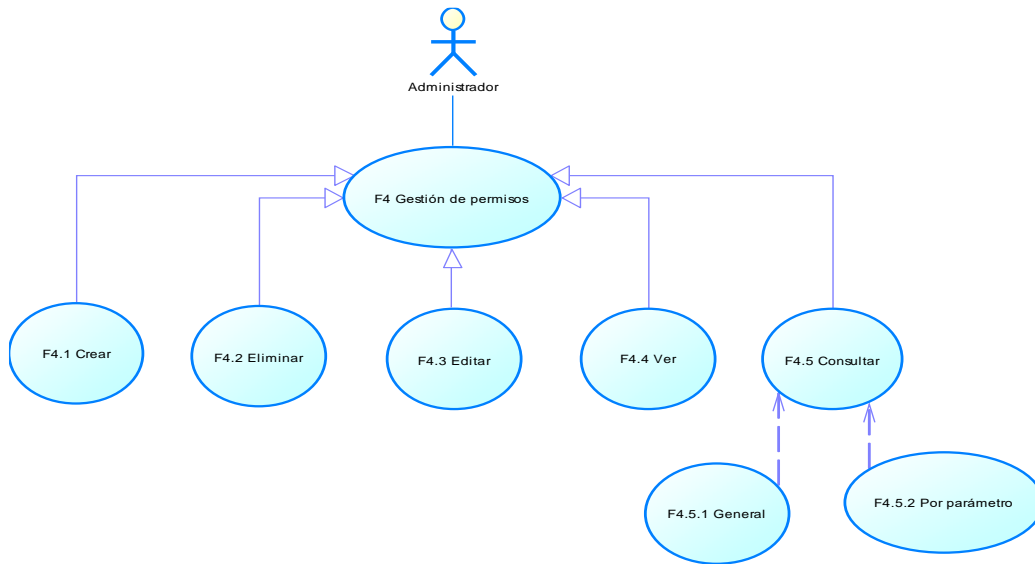 Administrador
F4 Gestión de permisos
F4.1 Crear
F4.2 Eliminar
F4.3 Editar
F4.4 Ver
F4.5 Consultar
F4.5.1 General
F4.5.2 Por parámetro